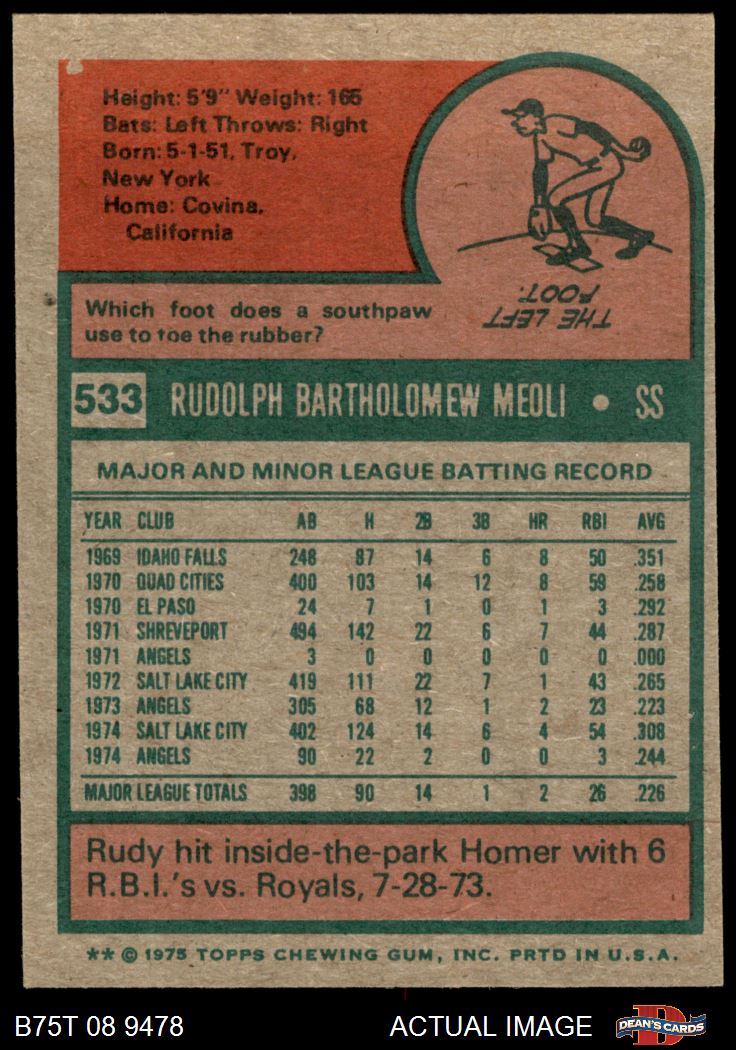 Height: 5'9" Weight: 165
Bats: Left Throws: Right
Born: 5-1-51, Troy,
New York
Home: Covina,
California
THE LEFT
FOOT.
Which foot does a southpaw
use to toe the rubber?
533 RUDOLPH BARTHOLOMEW MEOLI • SS
MAJOR AND MINOR LEAGUE BATTING RECORD
YEAR CLUB AB H 2B 3B HR RBI AVG
1969 IDAHO FALLS 248 87 14 6 8 50 .351
1970 QUAD CITIES 400 103 14 12 8 59 .258
1970 EL PASO 24 7 1 0 1 3 .292
1971 SHREVEPORT 494 142 22 6 7 44 .287
1971 ANGELS 3 0 0 0 0 0 .000
1972 SALT LAKE CITY 419 111 22 7 1 43 .265
1973 ANGELS 305 68 12 1 2 23 .223
1974 SALT LAKE CITY 402 124 14 6 4 54 .308
1974 ANGELS 90 22 2 0 0 3 .244
MAJOR LEAGUE TOTALS 398 90 14 1 2 26 .226
Rudy hit inside-the-park Homer with 6
R.B.I.'s vs. Royals, 7-28-73.
** © 1975 TOPPS CHEWING GUM, INC. PRTD IN U.S.A.
B75T 08 9478 ACTUAL IMAGE D DEAN'S CARDS